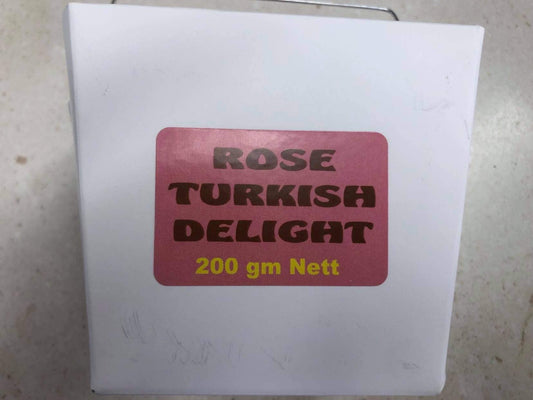 ROSE
TURKISH
DELIGHT
200 gm Nett